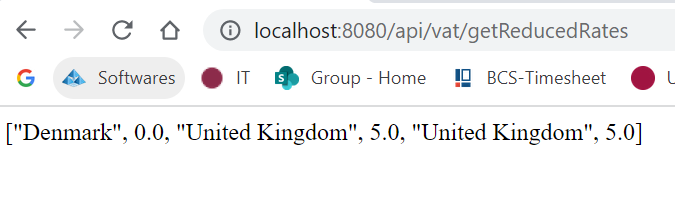 localhost:8080/api/vat/getReducedRates
G Softwares IT S Group - Home BCS-Timesheet U
["Denmark", 0.0, "United Kingdom", 5.0, "United Kingdom", 5.0]